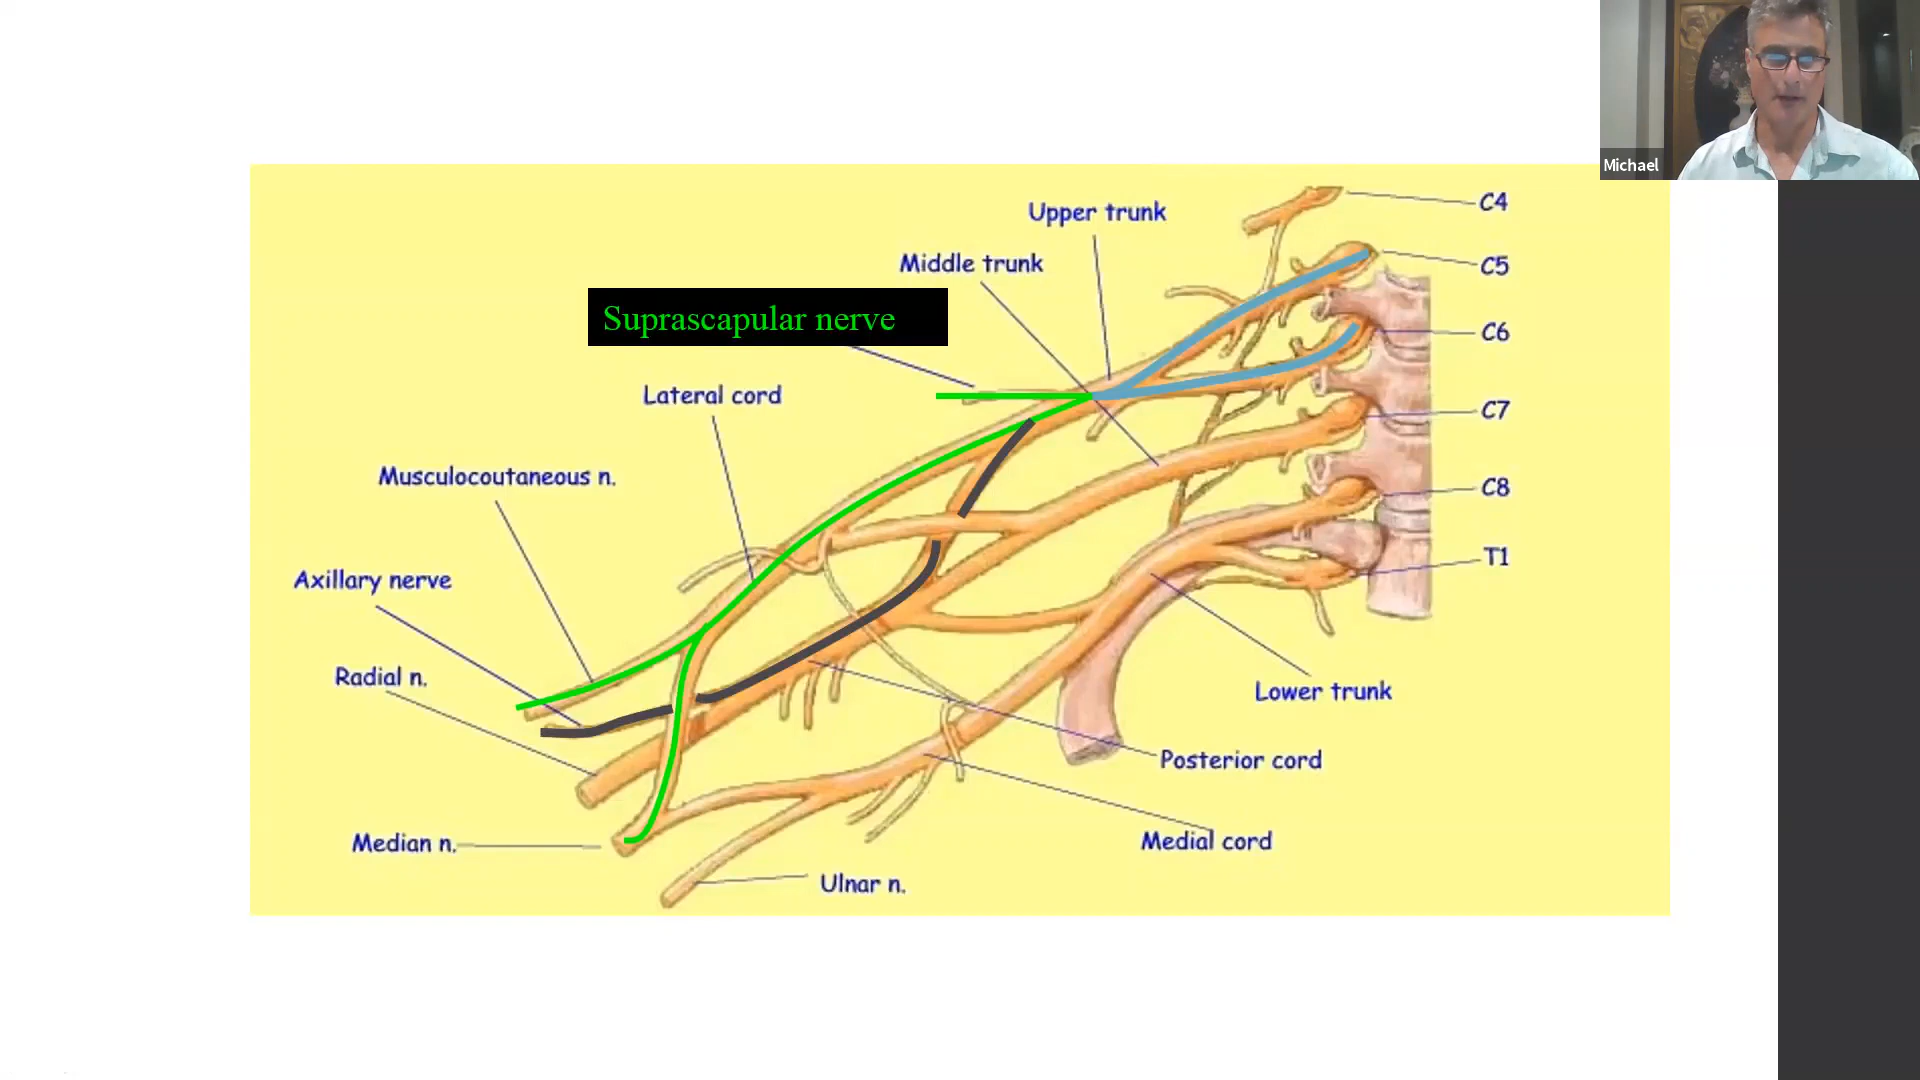 Michael
C4
Upper trunk
Middle trunk
C5
Suprascapular nerve
C6
Lateral cord
C7
Musculocoutaneous n.
C8
Axillary nerve
T1
Radial n.
Lower trunk
Posterior cord
Median n.
Medial cord
Ulnar n.